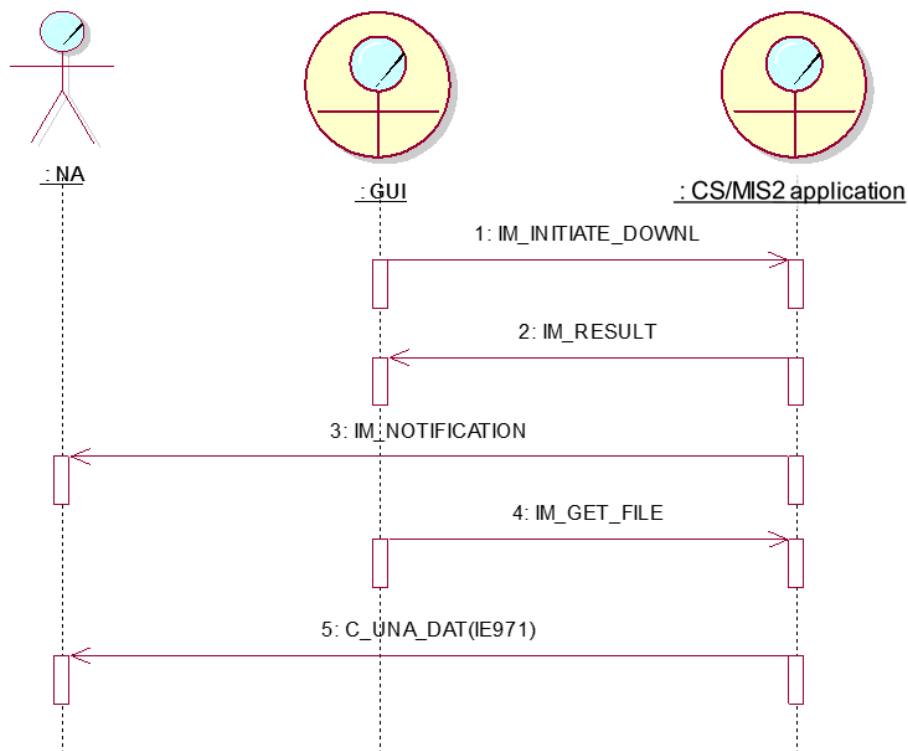 : NA
: GUI
: CS/MIS2 application
1: IM_INITIATE_DOWNL
2: IM_RESULT
3: IM_NOTIFICATION
4: IM_GET_FILE
5: C_UNA_DAT(IE971)